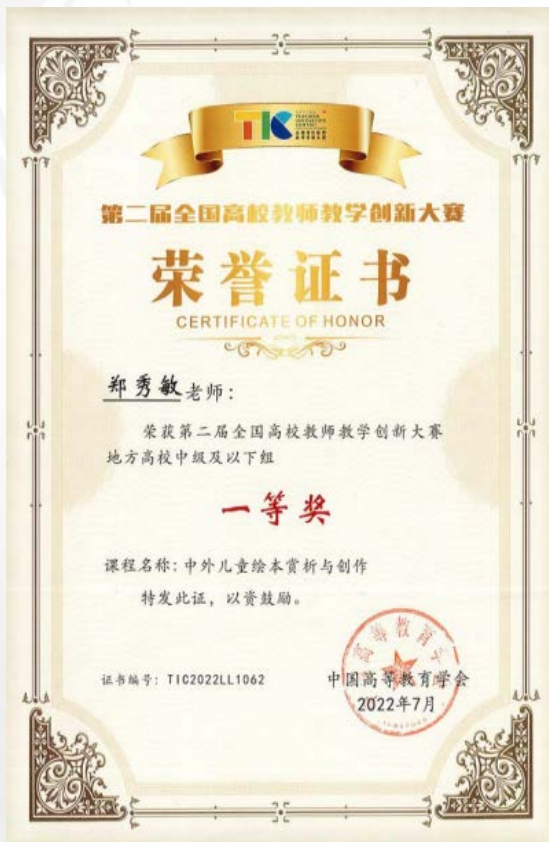 TIC
TEACHING
INNOVATION
CONTEST
第二届全国高校教师教学创新大赛
荣誉证书
CERTIFICATE OF HONOR
郑秀敏老师：
荣获第二届全国高校教师教学创新大赛
地方高校中级及以下组
一等奖
课程名称：中外儿童绘本赏析与创作
特发此证，以资鼓励。
证书编号：TIC2022LL1062
中国高等教育学会
2022年7月